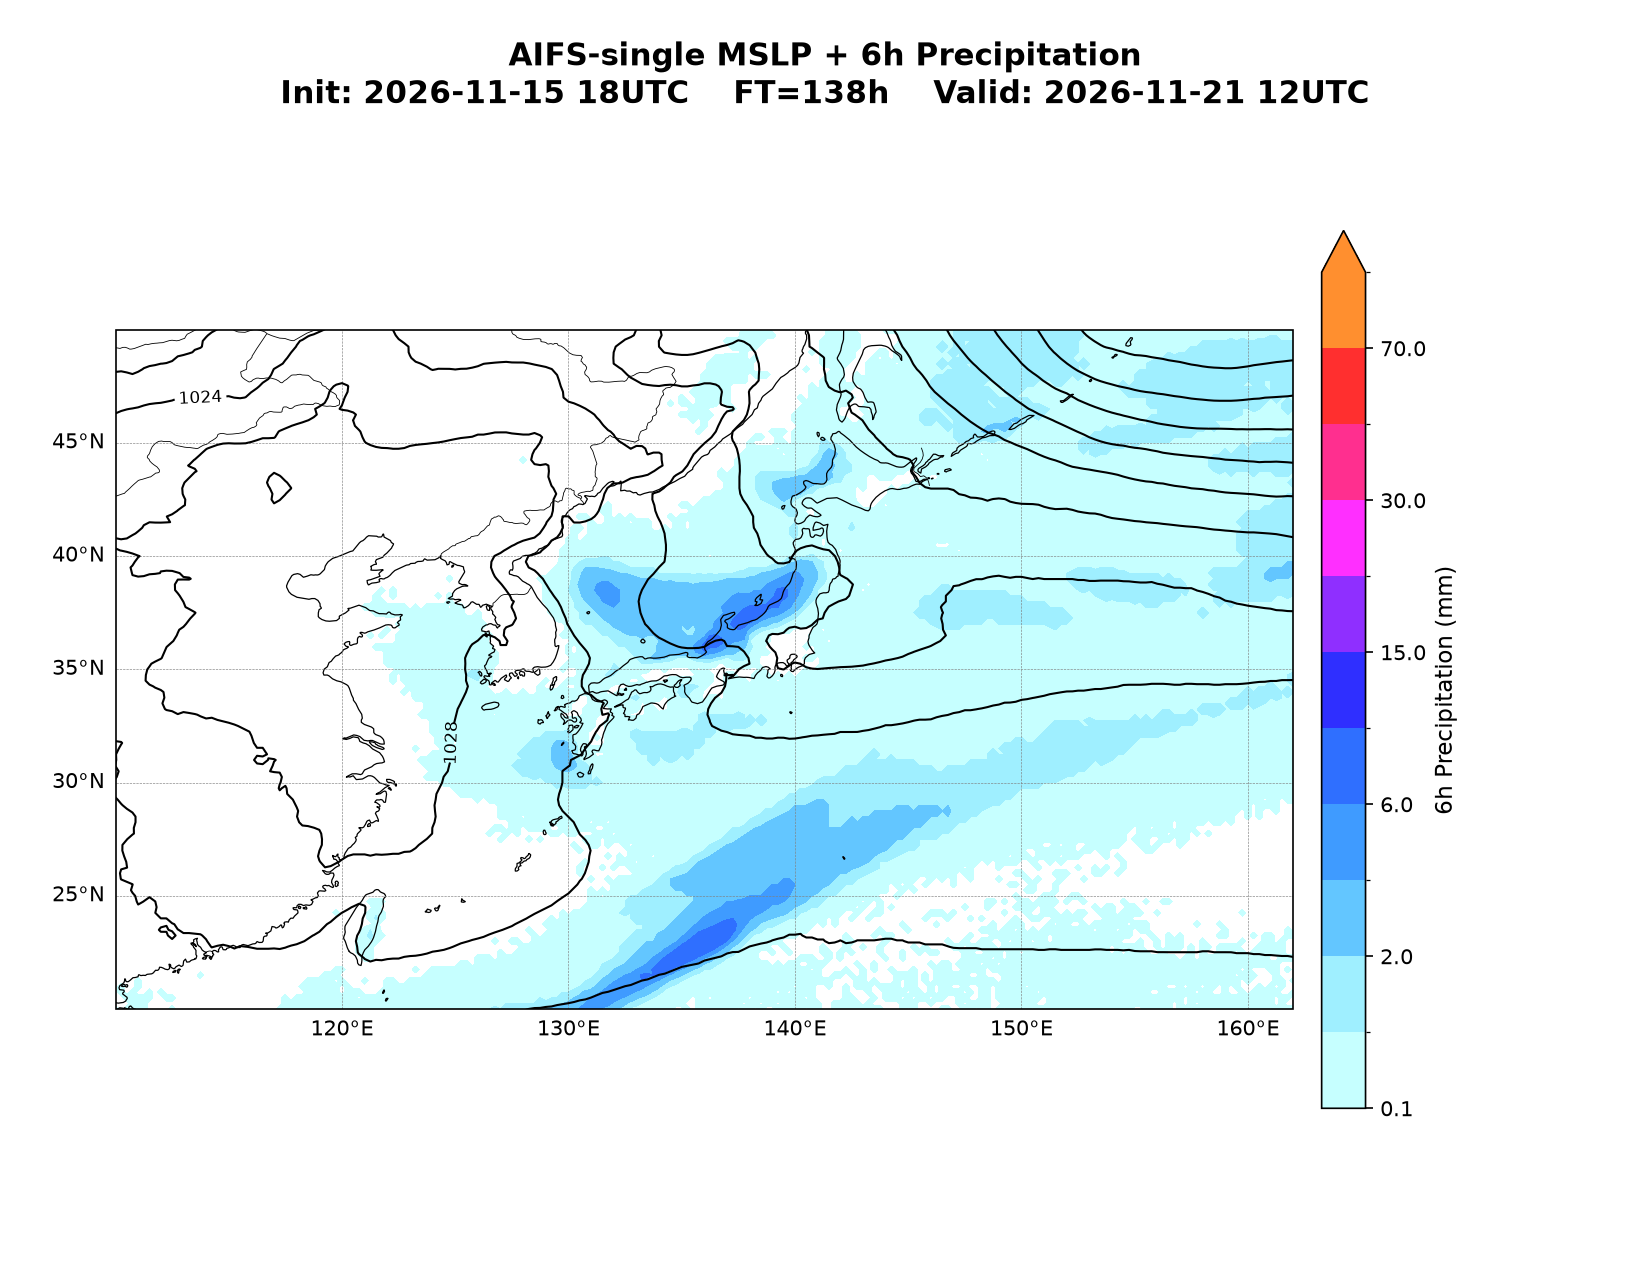 AIFS-single MSLP + 6h Precipitation
Init: 2026-11-15 18UTC    FT=138h    Valid: 2026-11-21 12UTC
1024
1028
45°N
40°N
35°N
30°N
25°N
120°E
130°E
140°E
150°E
160°E
70.0
30.0
15.0
6.0
2.0
0.1
6h Precipitation (mm)